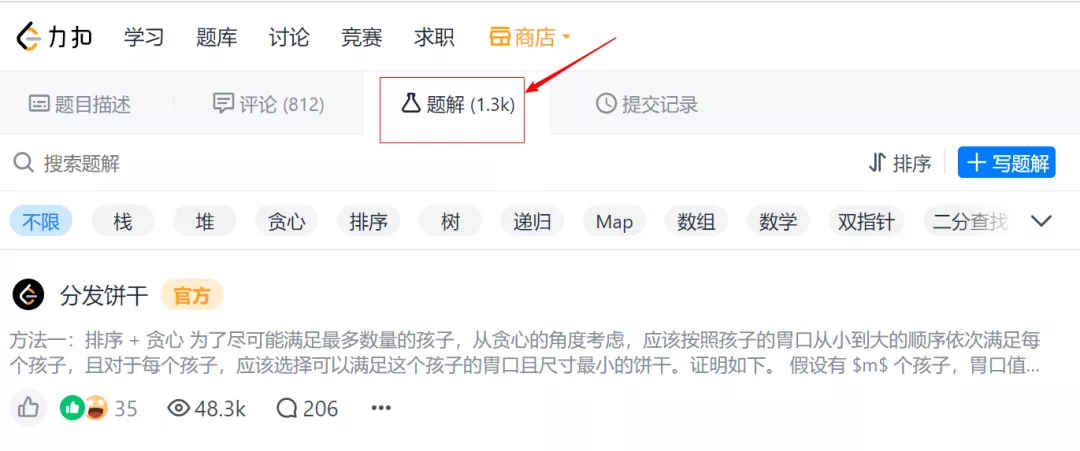 力扣 学习 题库 讨论 竞赛 求职 商店
题目描述 评论 (812) 题解 (1.3k) 提交记录
搜索题解 排序 写题解
不限 栈 堆 贪心 排序 树 递归 Map 数组 数学 双指针 二分查找
分发饼干 官方
方法一：排序 + 贪心 为了尽可能满足最多数量的孩子，从贪心的角度考虑，应该按照孩子的胃口从小到大的顺序依次满足每
个孩子，且对于每个孩子，应该选择可以满足这个孩子的胃口且尺寸最小的饼干。证明如下。 假设有 $m$ 个孩子，胃口值...
35 48.3k 206